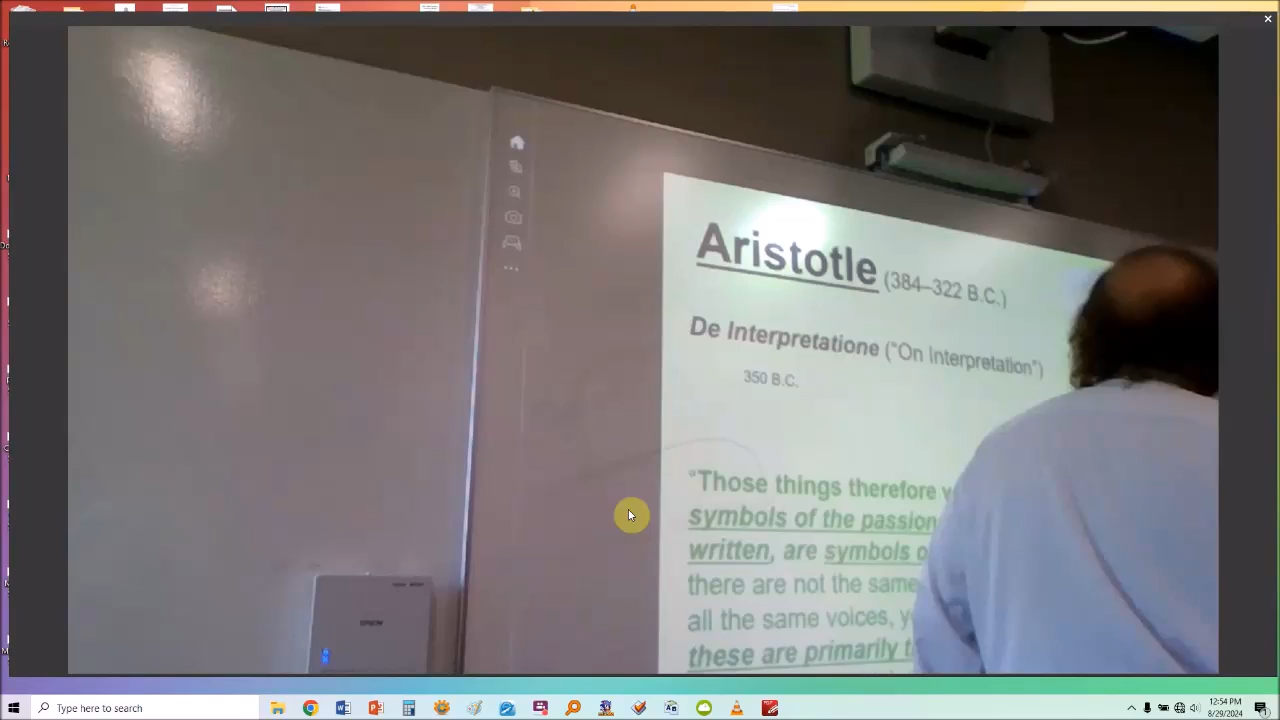 Aristotle (384–322 B.C.)
De Interpretatione ("On Interpretation")
350 B.C.
"Those things therefore
symbols of the passion
written, are symbols o
there are not the same
all the same voices, y
these are primarily t
EPSON
Type here to search
12:54 PM
8/29/2024